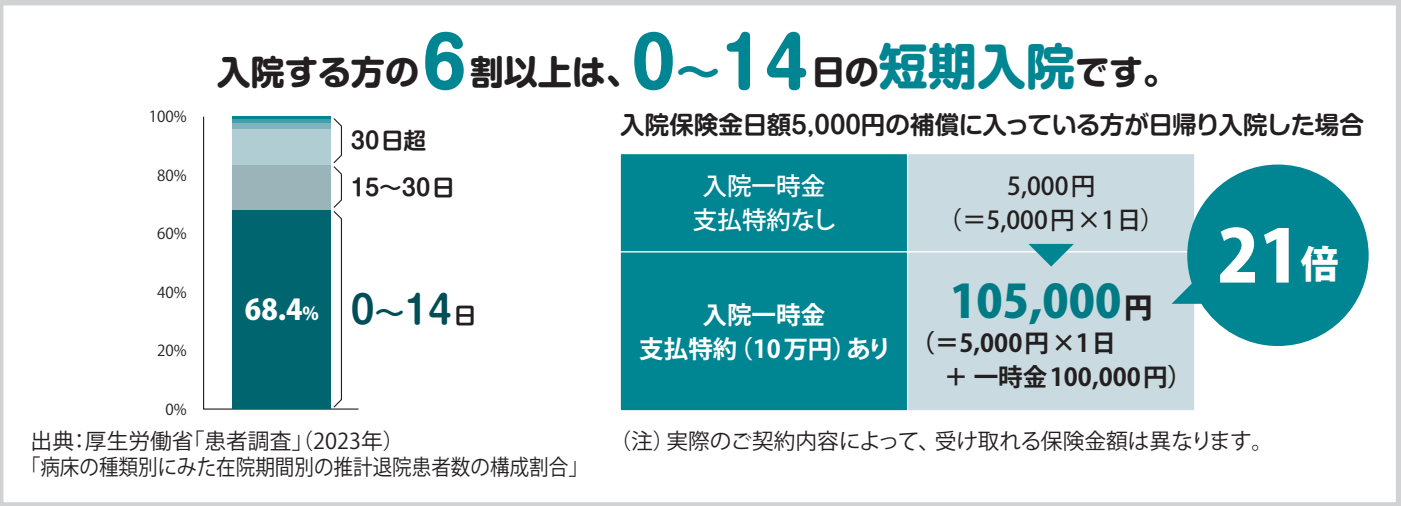 入院する方の6割以上は、0～14日の短期入院です。
100%
80%
60%
40%
20%
0%
30日超
15～30日
68.4%
0～14日
出典：厚生労働省「患者調査」（2023年）
「病床の種類別にみた在院期間別の推計退院患者数の構成割合」
入院保険金日額5,000円の補償に入っている方が日帰り入院した場合
入院一時金
支払特約なし
5,000円
（＝5,000円×1日）
入院一時金
支払特約（10万円）あり
105,000円
（＝5,000円×1日
＋ 一時金100,000円）
21倍
（注）実際のご契約内容によって、受け取れる保険金額は異なります。